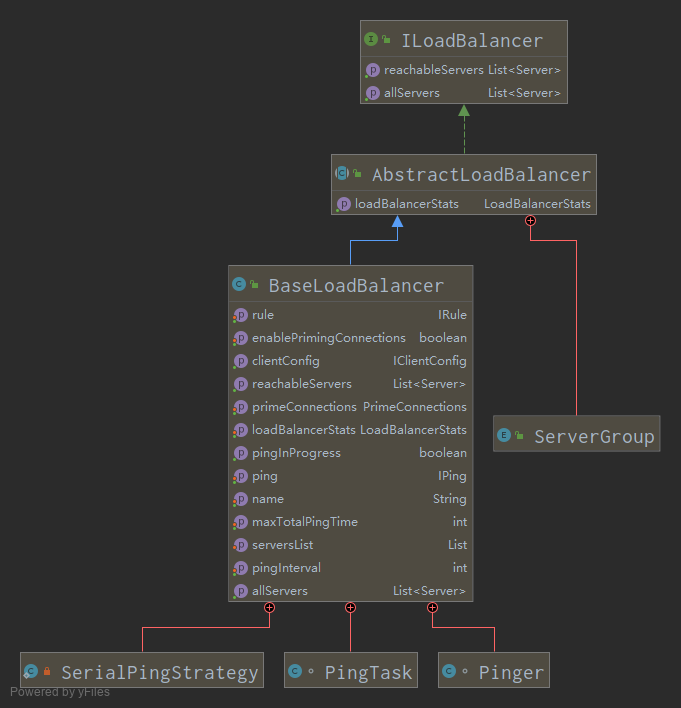 ILoadBalancer
reachableServers List<Server>
allServers List<Server>
AbstractLoadBalancer
loadBalancerStats LoadBalancerStats
BaseLoadBalancer
rule IRule
enablePrimingConnections boolean
clientConfig IClientConfig
reachableServers List<Server>
primeConnections PrimeConnections
loadBalancerStats LoadBalancerStats
pingInProgress boolean
ping IPing
name String
maxTotalPingTime int
serversList List
pingInterval int
allServers List<Server>
ServerGroup
SerialPingStrategy
PingTask
Pinger
Powered by yFiles